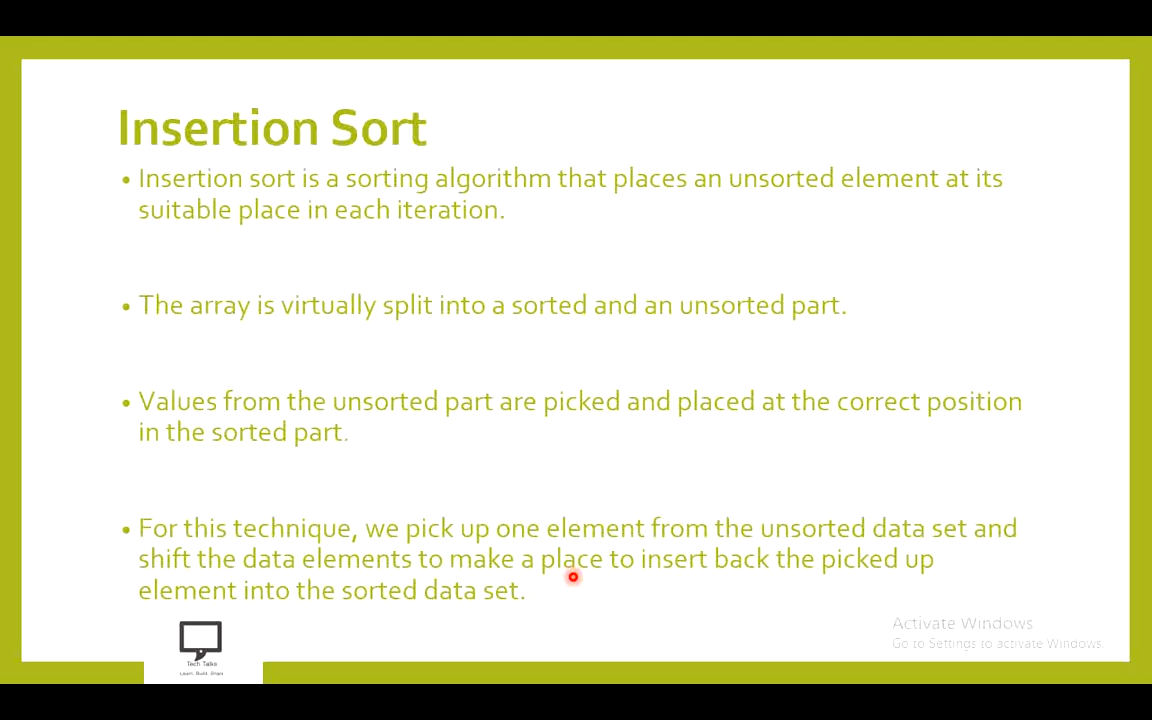 Insertion Sort
• Insertion sort is a sorting algorithm that places an unsorted element at its
suitable place in each iteration.
• The array is virtually split into a sorted and an unsorted part.
• Values from the unsorted part are picked and placed at the correct position
in the sorted part.
• For this technique, we pick up one element from the unsorted data set and
shift the data elements to make a place to insert back the picked up
element into the sorted data set.
Activate Windows
Go to Settings to activate Windows.
Tech Talks
Learn. Build. Share